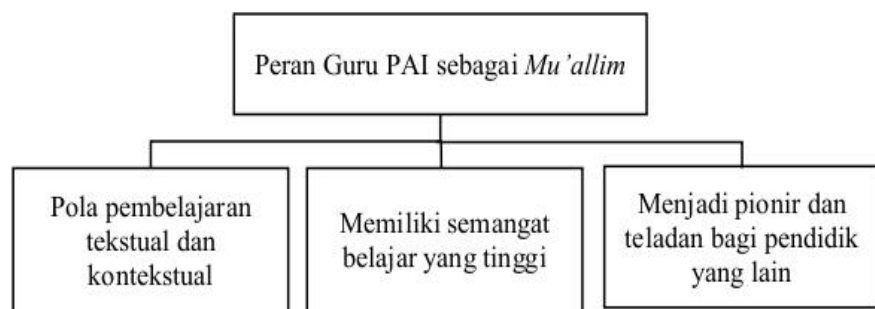 Peran Guru PAI sebagai Mu'allim
Pola pembelajaran
tekstual dan
kontekstual
Memiliki semangat
belajar yang tinggi
Menjadi pionir dan
teladan bagi pendidik
yang lain